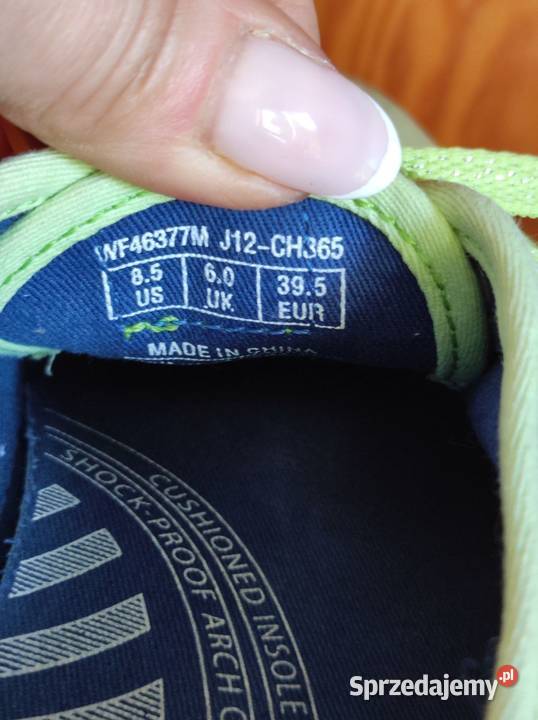 WF46377M J12-CH365
8.5 6.0 39.5
US UK EUR
MADE IN CHINA
CUSHIONED INSOLE
SHOCK-PROOF ARCH
Sprzedajemy.pl